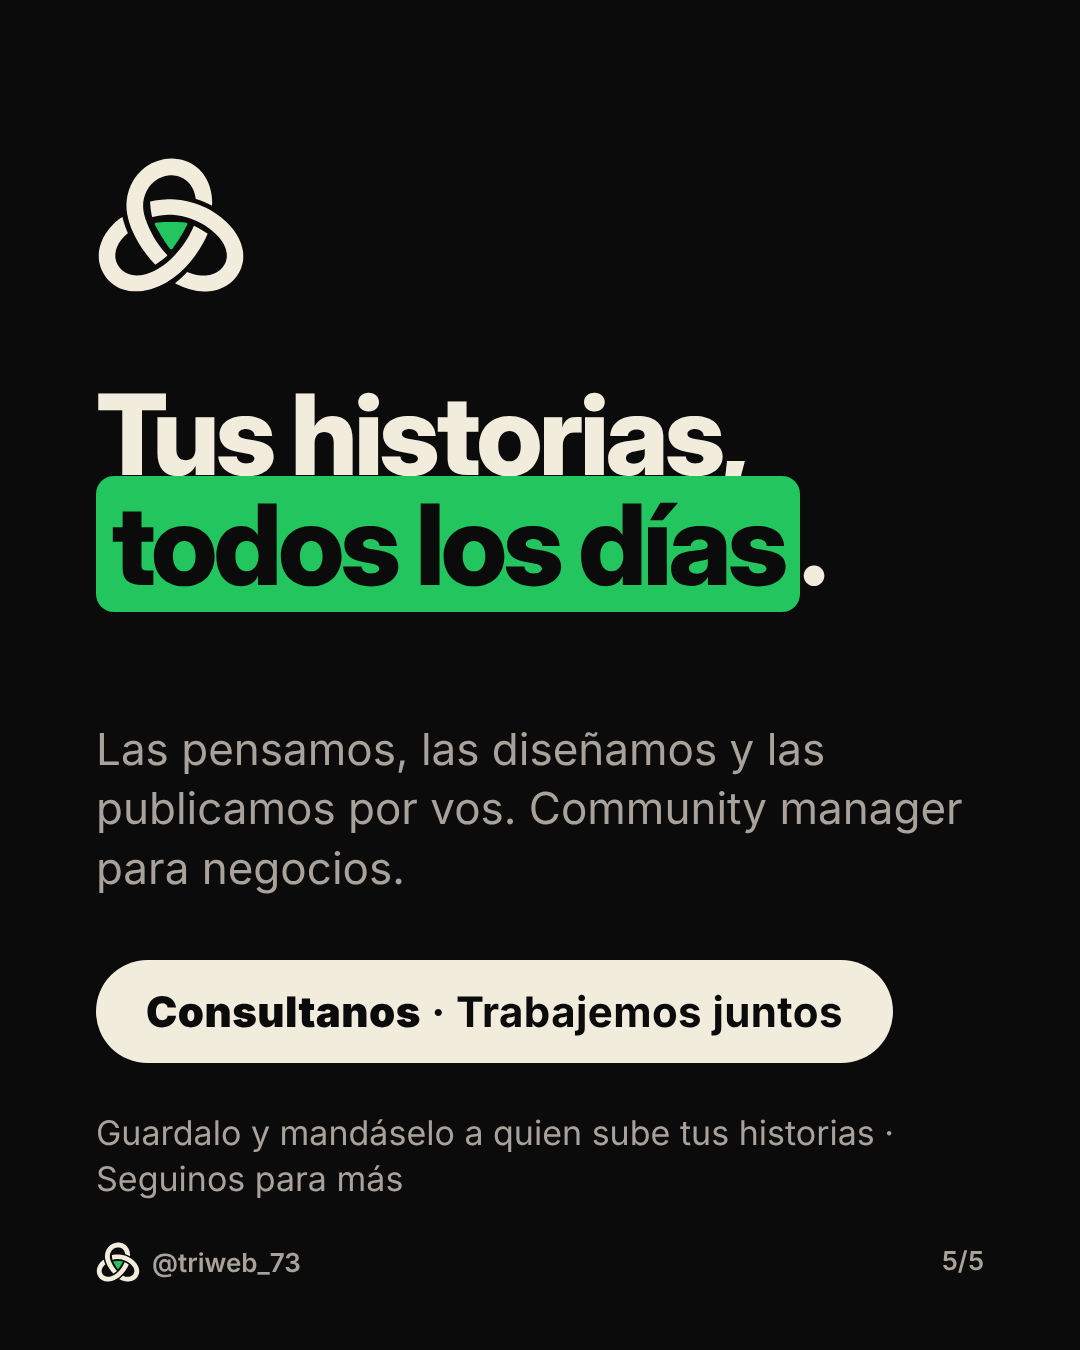 Tus historias,
todos los días.
Las pensamos, las diseñamos y las
publicamos por vos. Community manager
para negocios.
Consultanos · Trabajemos juntos
Guardalo y mandáselo a quien sube tus historias ·
Seguinos para más
@triweb_73
5/5